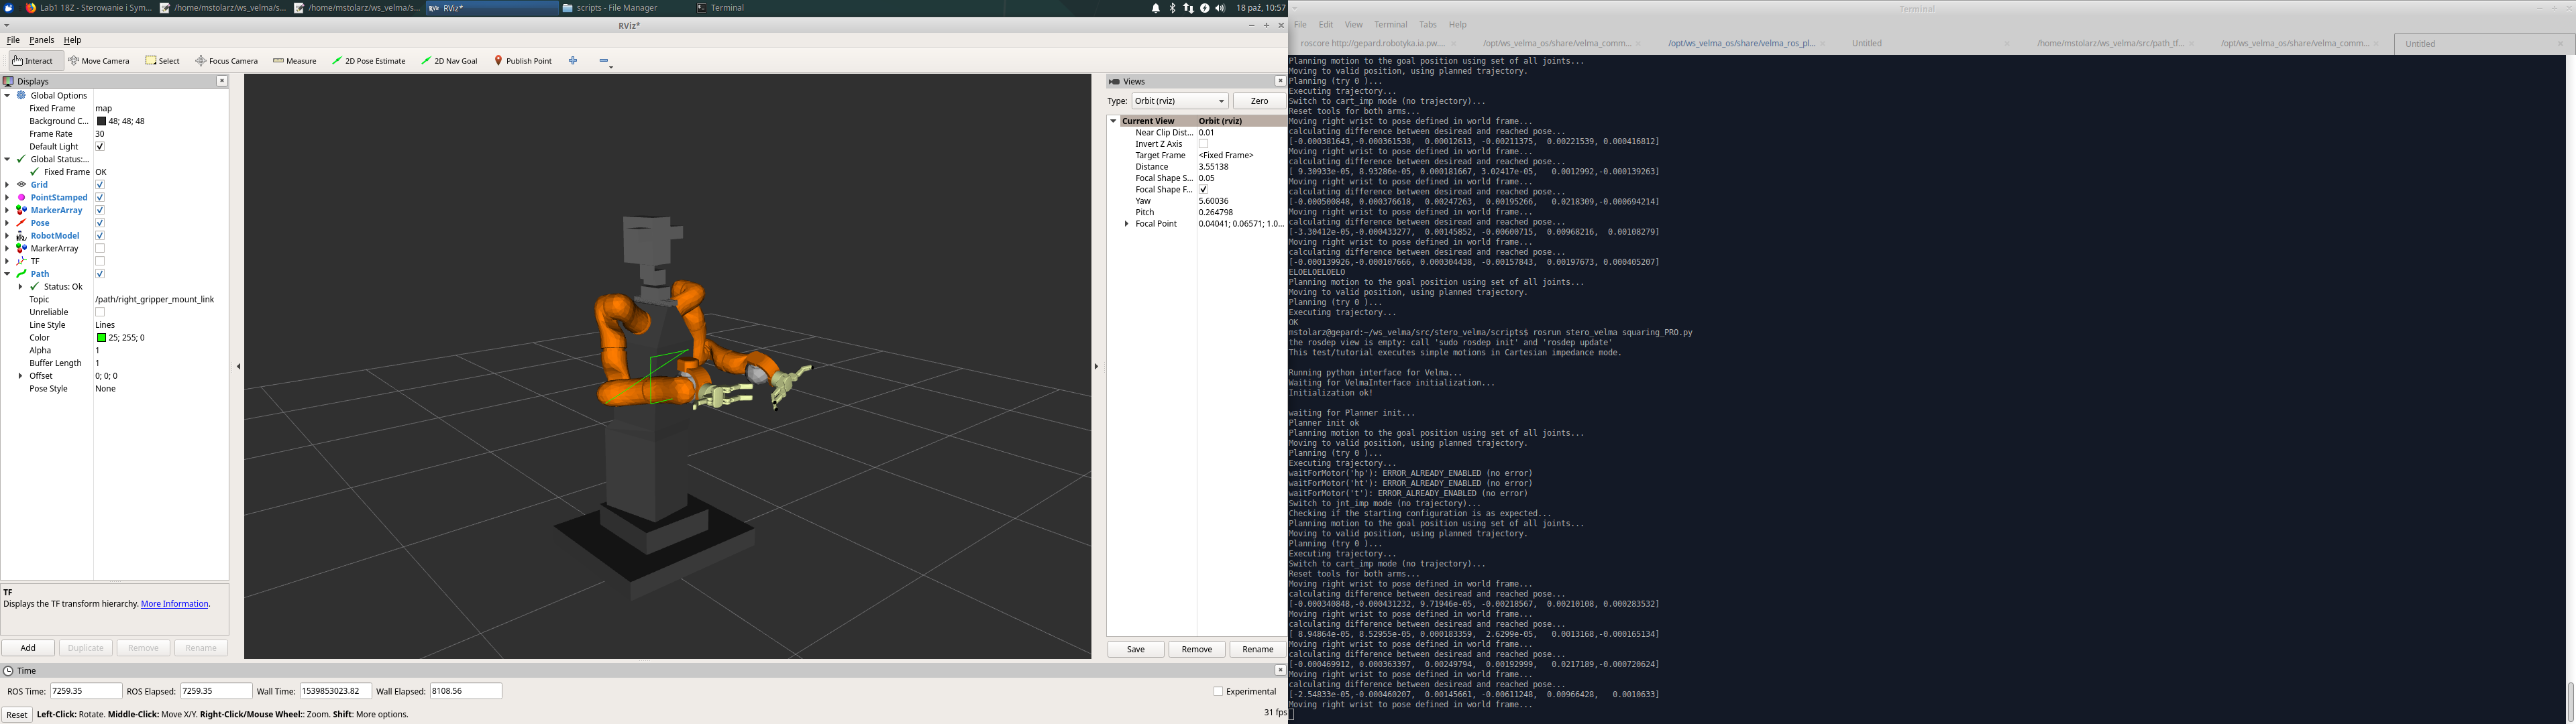 Lab1 18Z - Sterowanie i Sym...
/home/mstolarz/ws_velma/s...
/home/mstolarz/ws_velma/s...
RViz*
scripts - File Manager
Terminal
18 paź, 10:57
RViz*
File Panels Help
Interact Move Camera Select Focus Camera Measure 2D Pose Estimate 2D Nav Goal Publish Point
Displays
Global Options
Fixed Frame map
Background C... 48; 48; 48
Frame Rate 30
Default Light
Global Status:...
Fixed Frame OK
Grid
PointStamped
MarkerArray
Pose
RobotModel
MarkerArray
TF
Path
Status: Ok
Topic /path/right_gripper_mount_link
Unreliable
Line Style Lines
Color 25; 255; 0
Alpha 1
Buffer Length 1
Offset 0; 0; 0
Pose Style None
TF
Displays the TF transform hierarchy. More Information.
Add Duplicate Remove Rename
Views
Type: Orbit (rviz) Zero
Current View Orbit (rviz)
Near Clip Dist... 0.01
Invert Z Axis
Target Frame <Fixed Frame>
Distance 3.55138
Focal Shape S... 0.05
Focal Shape F...
Yaw 5.60036
Pitch 0.264798
Focal Point 0.04041; 0.06571; 1.0...
Save Remove Rename
Time
ROS Time: 7259.35 ROS Elapsed: 7259.35 Wall Time: 1539853023.82 Wall Elapsed: 8108.56 Experimental
Reset Left-Click: Rotate. Middle-Click: Move X/Y. Right-Click/Mouse Wheel:: Zoom. Shift: More options. 31 fps
Terminal
File Edit View Terminal Tabs Help
roscore http://gepard.robotyka.ia.pw....
/opt/ws_velma_os/share/velma_comm...
/opt/ws_velma_os/share/velma_ros_pl...
Untitled
/home/mstolarz/ws_velma/src/path_tf...
/opt/ws_velma_os/share/velma_comm...
Untitled
Planning motion to the goal position using set of all joints...
Moving to valid position, using planned trajectory.
Planning (try 0 )...
Executing trajectory...
Switch to cart_imp mode (no trajectory)...
Reset tools for both arms...
Moving right wrist to pose defined in world frame...
calculating difference between desiread and reached pose...
[-0.000381643,-0.000361538, 0.00012613, -0.00211375, 0.00221539, 0.000416812]
Moving right wrist to pose defined in world frame...
calculating difference between desiread and reached pose...
[ 9.30933e-05, 8.93286e-05, 0.000181667, 3.02417e-05, 0.0012992,-0.000139263]
Moving right wrist to pose defined in world frame...
calculating difference between desiread and reached pose...
[-0.000500848, 0.000376618, 0.00247263, 0.00195266, 0.0218309,-0.000694214]
Moving right wrist to pose defined in world frame...
calculating difference between desiread and reached pose...
[-3.30412e-05,-0.000433277, 0.00145852, -0.00600715, 0.00968216, 0.00108279]
Moving right wrist to pose defined in world frame...
calculating difference between desiread and reached pose...
[-0.000139926,-0.000107666, 0.000304438, -0.00157843, 0.00197673, 0.000405207]
ELOELOELOELO
Planning motion to the goal position using set of all joints...
Moving to valid position, using planned trajectory.
Planning (try 0 )...
Executing trajectory...
OK
mstolarz@gepard:~/ws_velma/src/stero_velma/scripts$ rosrun stero_velma squaring_PRO.py
the rosdep view is empty: call 'sudo rosdep init' and 'rosdep update'
This test/tutorial executes simple motions in Cartesian impedance mode.
Running python interface for Velma...
Waiting for VelmaInterface initialization...
Initialization ok!
waiting for Planner init...
Planner init ok
Planning motion to the goal position using set of all joints...
Moving to valid position, using planned trajectory.
Planning (try 0 )...
Executing trajectory...
waitForMotor('hp'): ERROR_ALREADY_ENABLED (no error)
waitForMotor('ht'): ERROR_ALREADY_ENABLED (no error)
waitForMotor('t'): ERROR_ALREADY_ENABLED (no error)
Switch to jnt_imp mode (no trajectory)...
Checking if the starting configuration is as expected...
Planning motion to the goal position using set of all joints...
Moving to valid position, using planned trajectory.
Planning (try 0 )...
Executing trajectory...
Switch to cart_imp mode (no trajectory)...
Reset tools for both arms...
Moving right wrist to pose defined in world frame...
calculating difference between desiread and reached pose...
[-0.000340848,-0.000431232, 9.71946e-05, -0.00218567, 0.00210108, 0.000283532]
Moving right wrist to pose defined in world frame...
calculating difference between desiread and reached pose...
[ 8.94864e-05, 8.52955e-05, 0.000183359, 2.6299e-05, 0.0013168,-0.000165134]
Moving right wrist to pose defined in world frame...
calculating difference between desiread and reached pose...
[-0.000469912, 0.000363397, 0.00249794, 0.00192999, 0.0217189,-0.000720624]
Moving right wrist to pose defined in world frame...
calculating difference between desiread and reached pose...
[-2.54833e-05,-0.000460207, 0.00145661, -0.00611248, 0.00966428, 0.0010633]
Moving right wrist to pose defined in world frame...